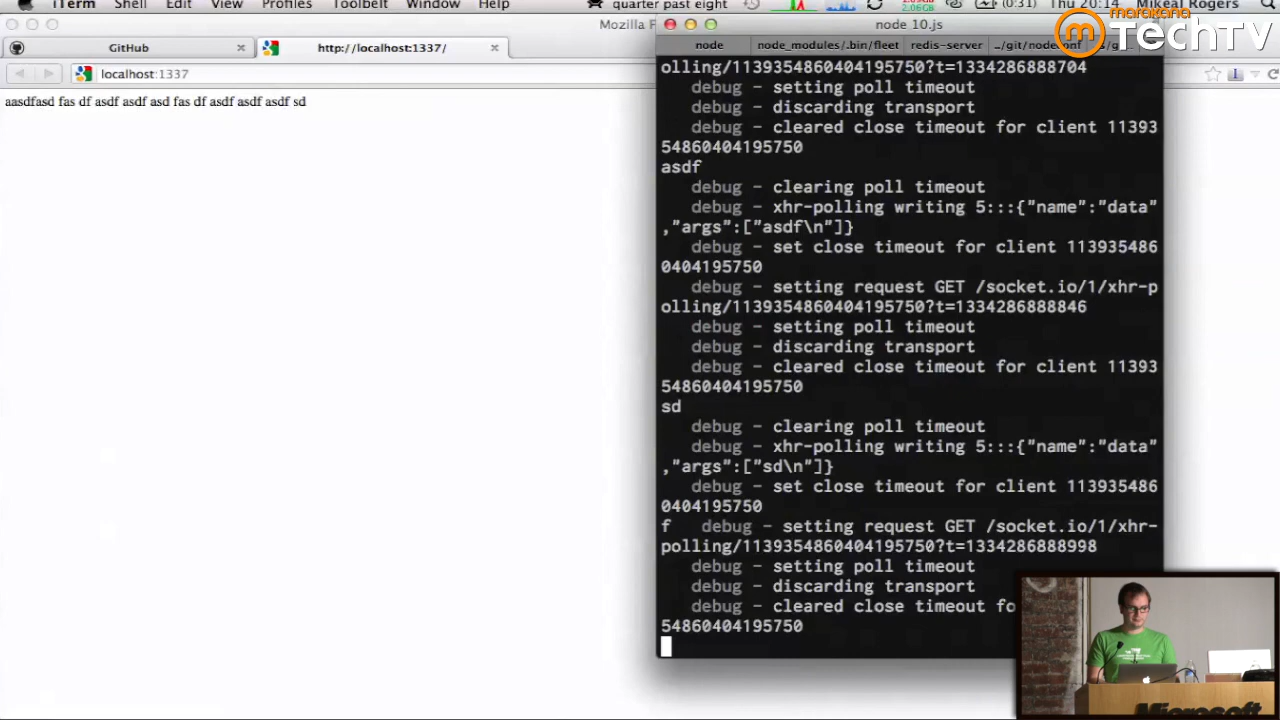 iTerm Shell Edit View Profiles Toolbelt Window Help quarter past eight 2.06GB (0:31) Thu 20:14 Mikeal Rogers
marakana
TechTV
Mozilla F
node 10.js
GitHub
http://localhost:1337/
node node_modules/.bin/fleet redis-server
localhost:1337
aasdfasd fas df asdf asdf asd fas df asdf asdf asdf sd
olling/1139354860404195750?t=1334286888704
debug - setting poll timeout
debug - discarding transport
debug - cleared close timeout for client 11393
54860404195750
asdf
debug - clearing poll timeout
debug - xhr-polling writing 5:::{"name":"data"
,"args":["asdf\n"]}
debug - set close timeout for client 113935486
0404195750
debug - setting request GET /socket.io/1/xhr-p
olling/1139354860404195750?t=1334286888846
debug - setting poll timeout
debug - discarding transport
debug - cleared close timeout for client 11393
54860404195750
sd
debug - clearing poll timeout
debug - xhr-polling writing 5:::{"name":"data"
,"args":["sd\n"]}
debug - set close timeout for client 113935486
0404195750
f debug - setting request GET /socket.io/1/xhr-
polling/1139354860404195750?t=1334286888998
debug - setting poll timeout
debug - discarding transport
debug - cleared close timeout fo
54860404195750
Microsoft